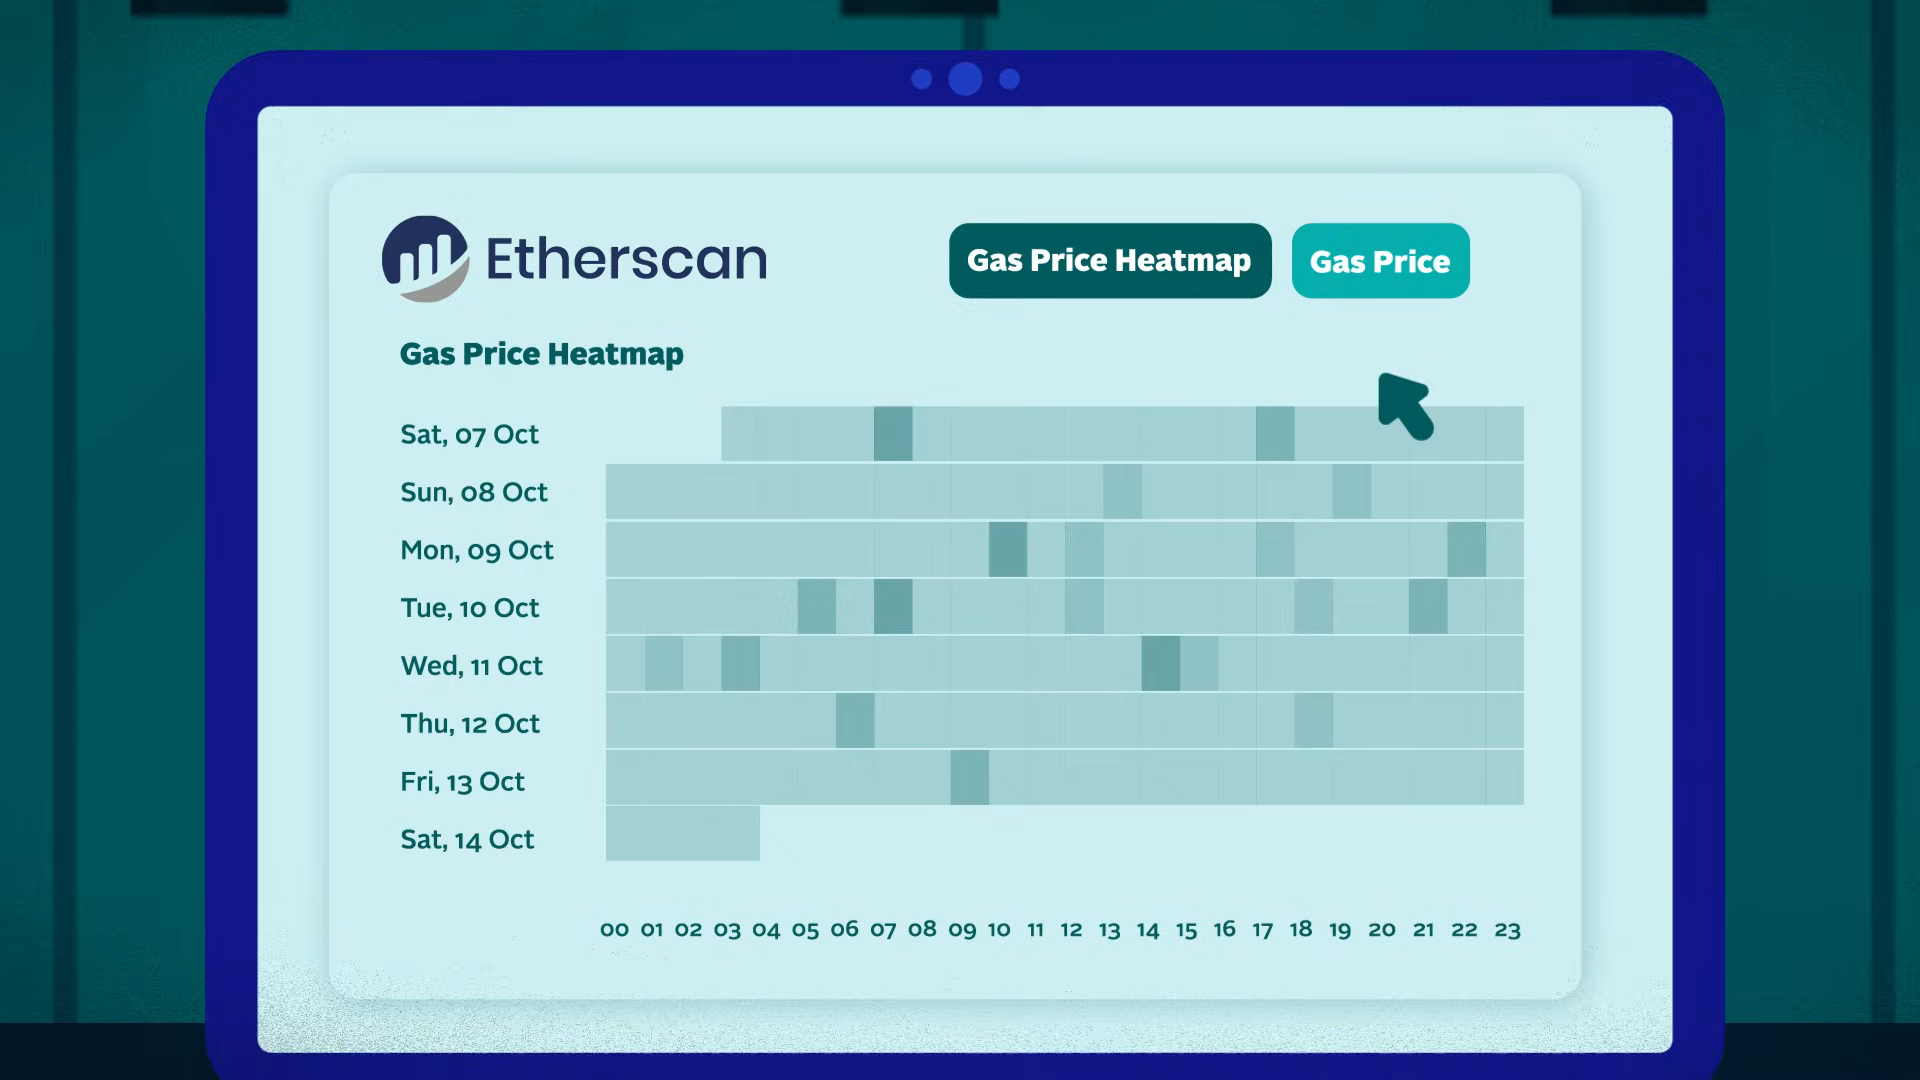 Etherscan
Gas Price Heatmap
Gas Price
Gas Price Heatmap
Sat, 07 Oct
Sun, 08 Oct
Mon, 09 Oct
Tue, 10 Oct
Wed, 11 Oct
Thu, 12 Oct
Fri, 13 Oct
Sat, 14 Oct
00 01 02 03 04 05 06 07 08 09 10 11 12 13 14 15 16 17 18 19 20 21 22 23